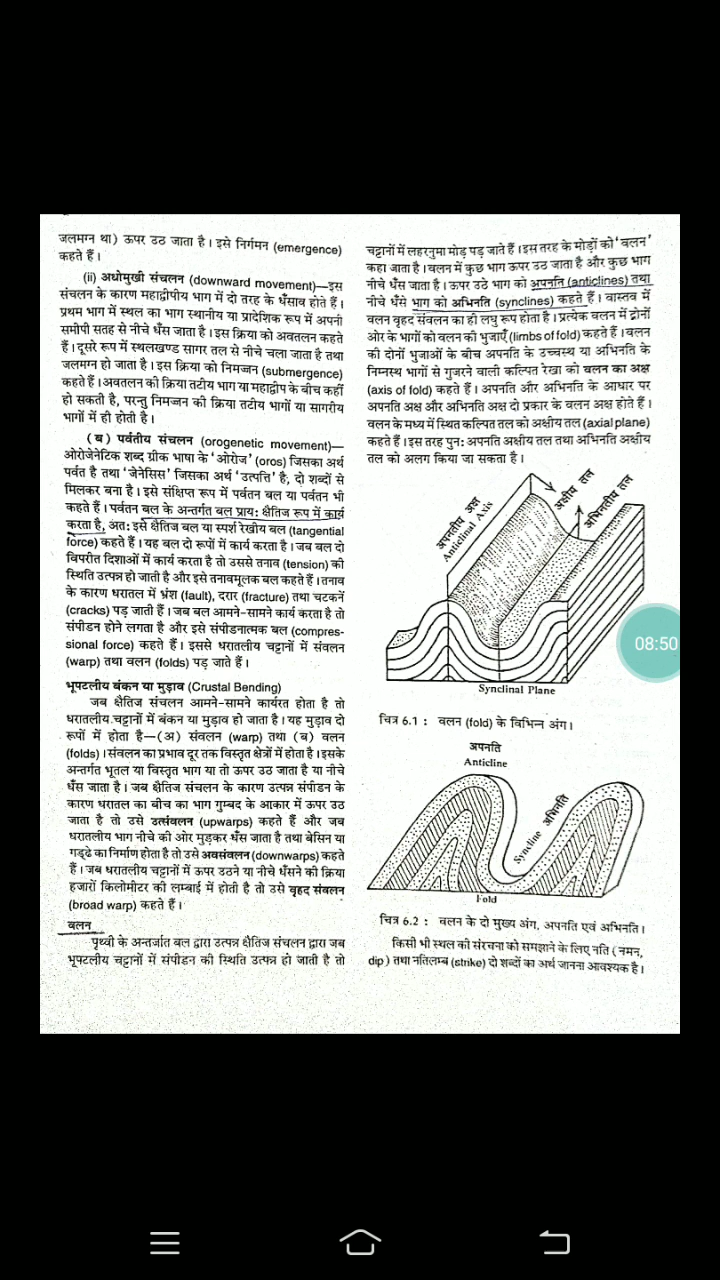 जलमग्न था) ऊपर उठ जाता है। इसे निर्गमन (emergence)
कहते हैं।
(ii) अधोमुखी संचलन (downward movement)—इस
संचलन के कारण महाद्वीपीय भाग में दो तरह के धँसाव होते हैं।
प्रथम भाग में स्थल का भाग स्थानीय या प्रादेशिक रूप में अपनी
समीपी सतह से नीचे धँस जाता है। इस क्रिया को अवतलन कहते
हैं। दूसरे रूप में स्थलखण्ड सागर तल से नीचे चला जाता है तथा
जलमग्न हो जाता है। इस क्रिया को निमज्जन (submergence)
कहते हैं। अवतलन की क्रिया तटीय भाग या महाद्वीप के बीच कहीं
हो सकती है, परन्तु निमज्जन की क्रिया तटीय भागों या सागरीय
भागों में ही होती है।
(ब) पर्वतीय संचलन (orogenetic movement)—
ओरोजेनेटिक शब्द ग्रीक भाषा के 'ओरोज' (oros) जिसका अर्थ
पर्वत है तथा 'जेनेसिस' जिसका अर्थ 'उत्पत्ति' है, दो शब्दों से
मिलकर बना है। इसे संक्षिप्त रूप में पर्वतन बल या पर्वतन भी
कहते हैं। पर्वतन बल के अन्तर्गत बल प्राय: क्षैतिज रूप में कार्य
करता है, अत: इसे क्षैतिज बल या स्पर्श रेखीय बल (tangential
force) कहते हैं। यह बल दो रूपों में कार्य करता है। जब बल दो
विपरीत दिशाओं में कार्य करता है तो उससे तनाव (tension) की
स्थिति उत्पन्न हो जाती है और इसे तनावमूलक बल कहते हैं। तनाव
के कारण धरातल में भ्रंश (fault), दरार (fracture) तथा चटकनें
(cracks) पड़ जाती हैं। जब बल आमने-सामने कार्य करता है तो
संपीडन होने लगता है और इसे संपीडनात्मक बल (compres-
sional force) कहते हैं। इससे धरातलीय चट्टानों में संवलन
(warp) तथा वलन (folds) पड़ जाते हैं।
भूपटलीय बंकन या मुड़ाव (Crustal Bending)
जब क्षैतिज संचलन आमने-सामने कार्यरत होता है तो
धरातलीय चट्टानों में बंकन या मुड़ाव हो जाता है। यह मुड़ाव दो
रूपों में होता है—(अ) संवलन (warp) तथा (ब) वलन
(folds)। संवलन का प्रभाव दूर तक विस्तृत क्षेत्रों में होता है। इसके
अन्तर्गत भूतल या विस्तृत भाग या तो ऊपर उठ जाता है या नीचे
धँस जाता है। जब क्षैतिज संचलन के कारण उत्पन्न संपीडन के
कारण धरातल का बीच का भाग गुम्बद के आकार में ऊपर उठ
जाता है तो उसे उत्संवलन (upwarps) कहते हैं और जब
धरातलीय भाग नीचे की ओर मुड़कर धँस जाता है तथा बेसिन या
गड्ढे का निर्माण होता है तो उसे अवसंवलन (downwarps) कहते
हैं। जब धरातलीय चट्टानों में ऊपर उठने या नीचे धँसने की क्रिया
हजारों किलोमीटर की लम्बाई में होती है तो उसे वृहद संवलन
(broad warp) कहते हैं।
वलन
पृथ्वी के अन्तर्जात बल द्वारा उत्पन्न क्षैतिज संचलन द्वारा जब
भूपटलीय चट्टानों में संपीडन की स्थिति उत्पन्न हो जाती है तो
चट्टानों में लहरनुमा मोड़ पड़ जाते हैं। इस तरह के मोड़ों को 'वलन'
कहा जाता है। वलन में कुछ भाग ऊपर उठ जाता है और कुछ भाग
नीचे धँस जाता है। ऊपर उठे भाग को अपनति (anticlines) तथा
नीचे धँसे भाग को अभिनति (synclines) कहते हैं। वास्तव में
वलन वृहद संवलन का ही लघु रूप होता है। प्रत्येक वलन में दोनों
ओर के भागों को वलन की भुजाएँ (limbs of fold) कहते हैं। वलन
की दोनों भुजाओं के बीच अपनति के उच्चस्थ या अभिनति के
निम्नस्थ भागों से गुजरने वाली कल्पित रेखा को वलन का अक्ष
(axis of fold) कहते हैं। अपनति और अभिनति के आधार पर
अपनति अक्ष और अभिनति अक्ष दो प्रकार के वलन अक्ष होते हैं।
वलन के मध्य में स्थित कल्पित तल को अक्षीय तल (axial plane)
कहते हैं। इस तरह पुन: अपनति अक्षीय तल तथा अभिनति अक्षीय
तल को अलग किया जा सकता है।
अपनतीय अक्ष
Anticlinal Axis
अक्षीय तल
अभिनतीय तल
Synclinal Plane
चित्र 6.1 : वलन (fold) के विभिन्न अंग।
अपनति
Anticline
Syncline अभिनति
Fold
चित्र 6.2 : वलन के दो मुख्य अंग, अपनति एवं अभिनति।
किसी भी स्थल की संरचना को समझाने के लिए नति (नमन,
dip) तथा नतिलम्ब (strike) दो शब्दों का अर्थ जानना आवश्यक है।
08:50